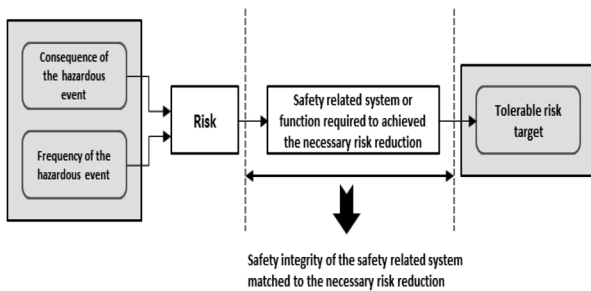 Consequence of
the hazardous
event
Frequency of the
hazardous event
Risk
Safety related system or
function required to achieved
the necessary risk reduction
Tolerable risk
target
Safety integrity of the safety related system
matched to the necessary risk reduction